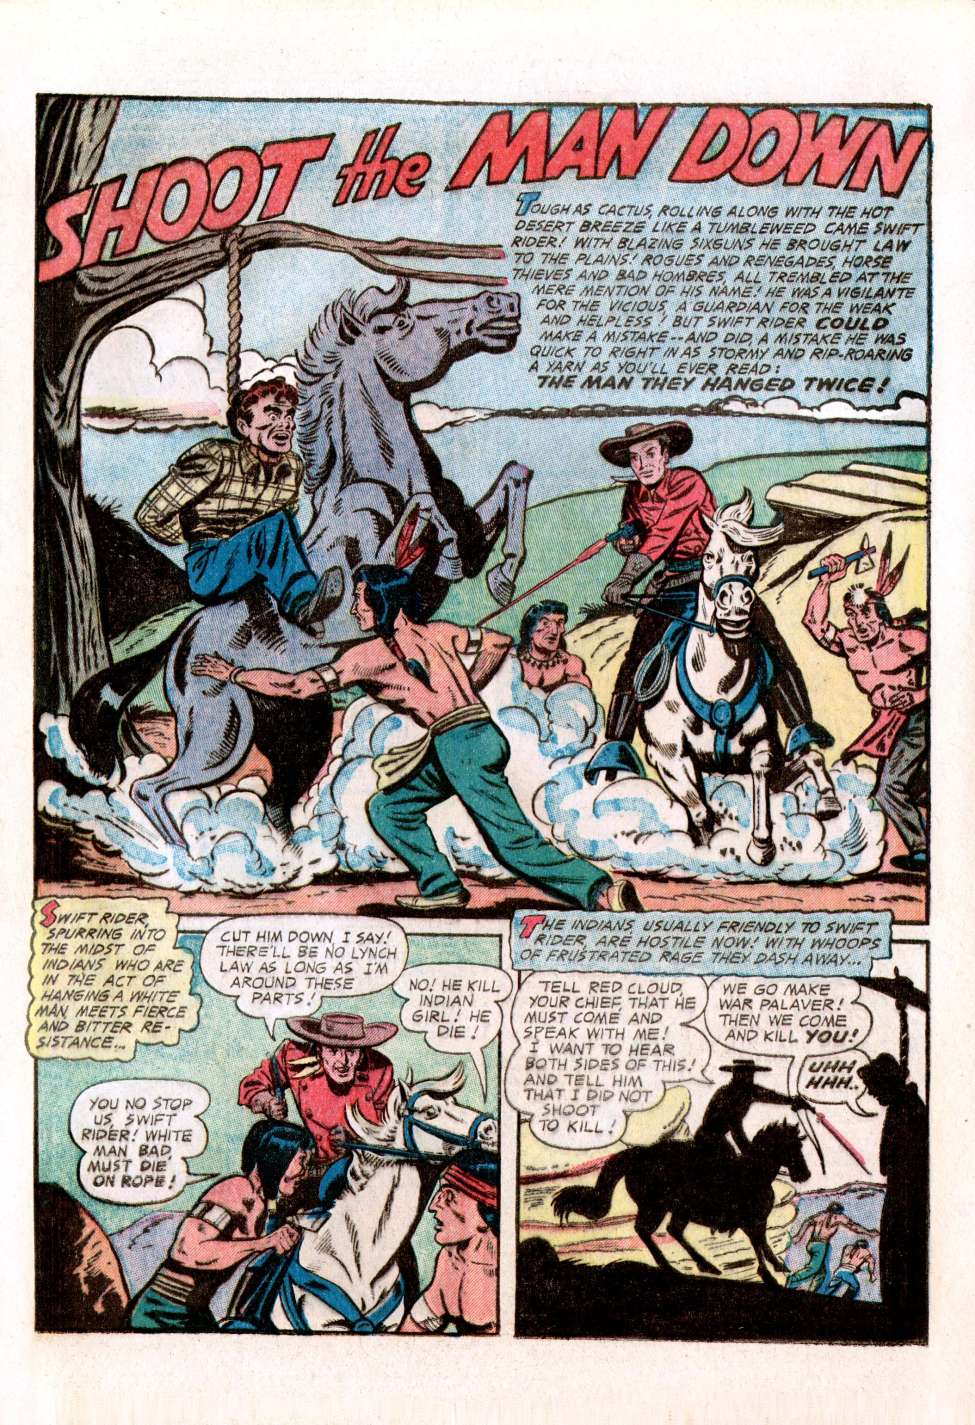 SHOOT the MAN DOWN
TOUGH AS CACTUS, ROLLING ALONG WITH THE HOT
DESERT BREEZE LIKE A TUMBLEWEED CAME SWIFT
RIDER! WITH BLAZING SIXGUNS HE BROUGHT LAW
TO THE PLAINS! ROGUES AND RENEGADES, HORSE
THIEVES AND BAD HOMBRES, ALL TREMBLED AT THE
MERE MENTION OF HIS NAME! HE WAS A VIGILANTE
FOR THE VICIOUS, A GUARDIAN FOR THE WEAK
AND HELPLESS! BUT SWIFT RIDER COULD
MAKE A MISTAKE--AND DID, A MISTAKE HE WAS
QUICK TO RIGHT IN AS STORMY AND RIP-ROARING
A YARN AS YOU'LL EVER READ:
THE MAN THEY HANGED TWICE!
SWIFT RIDER,
SPURRING INTO
THE MIDST OF
INDIANS WHO ARE
IN THE ACT OF
HANGING A WHITE
MAN, MEETS FIERCE
AND BITTER RE-
SISTANCE...
CUT HIM DOWN, I SAY!
THERE'LL BE NO LYNCH
LAW AS LONG AS I'M
AROUND THESE
PARTS!
NO! HE KILL
INDIAN
GIRL! HE
DIE!
YOU NO STOP
US, SWIFT
RIDER! WHITE
MAN BAD,
MUST DIE
ON ROPE!
THE INDIANS USUALLY FRIENDLY TO SWIFT
RIDER, ARE HOSTILE NOW! WITH WHOOPS
OF FRUSTRATED RAGE THEY DASH AWAY...
TELL RED CLOUD,
YOUR CHIEF, THAT HE
MUST COME AND
SPEAK WITH ME!
I WANT TO HEAR
BOTH SIDES OF THIS!
AND TELL HIM
THAT I DID NOT
SHOOT
TO KILL!
WE GO MAKE
WAR PALAVER!
THEN WE COME
AND KILL YOU!
UHH
HHH..